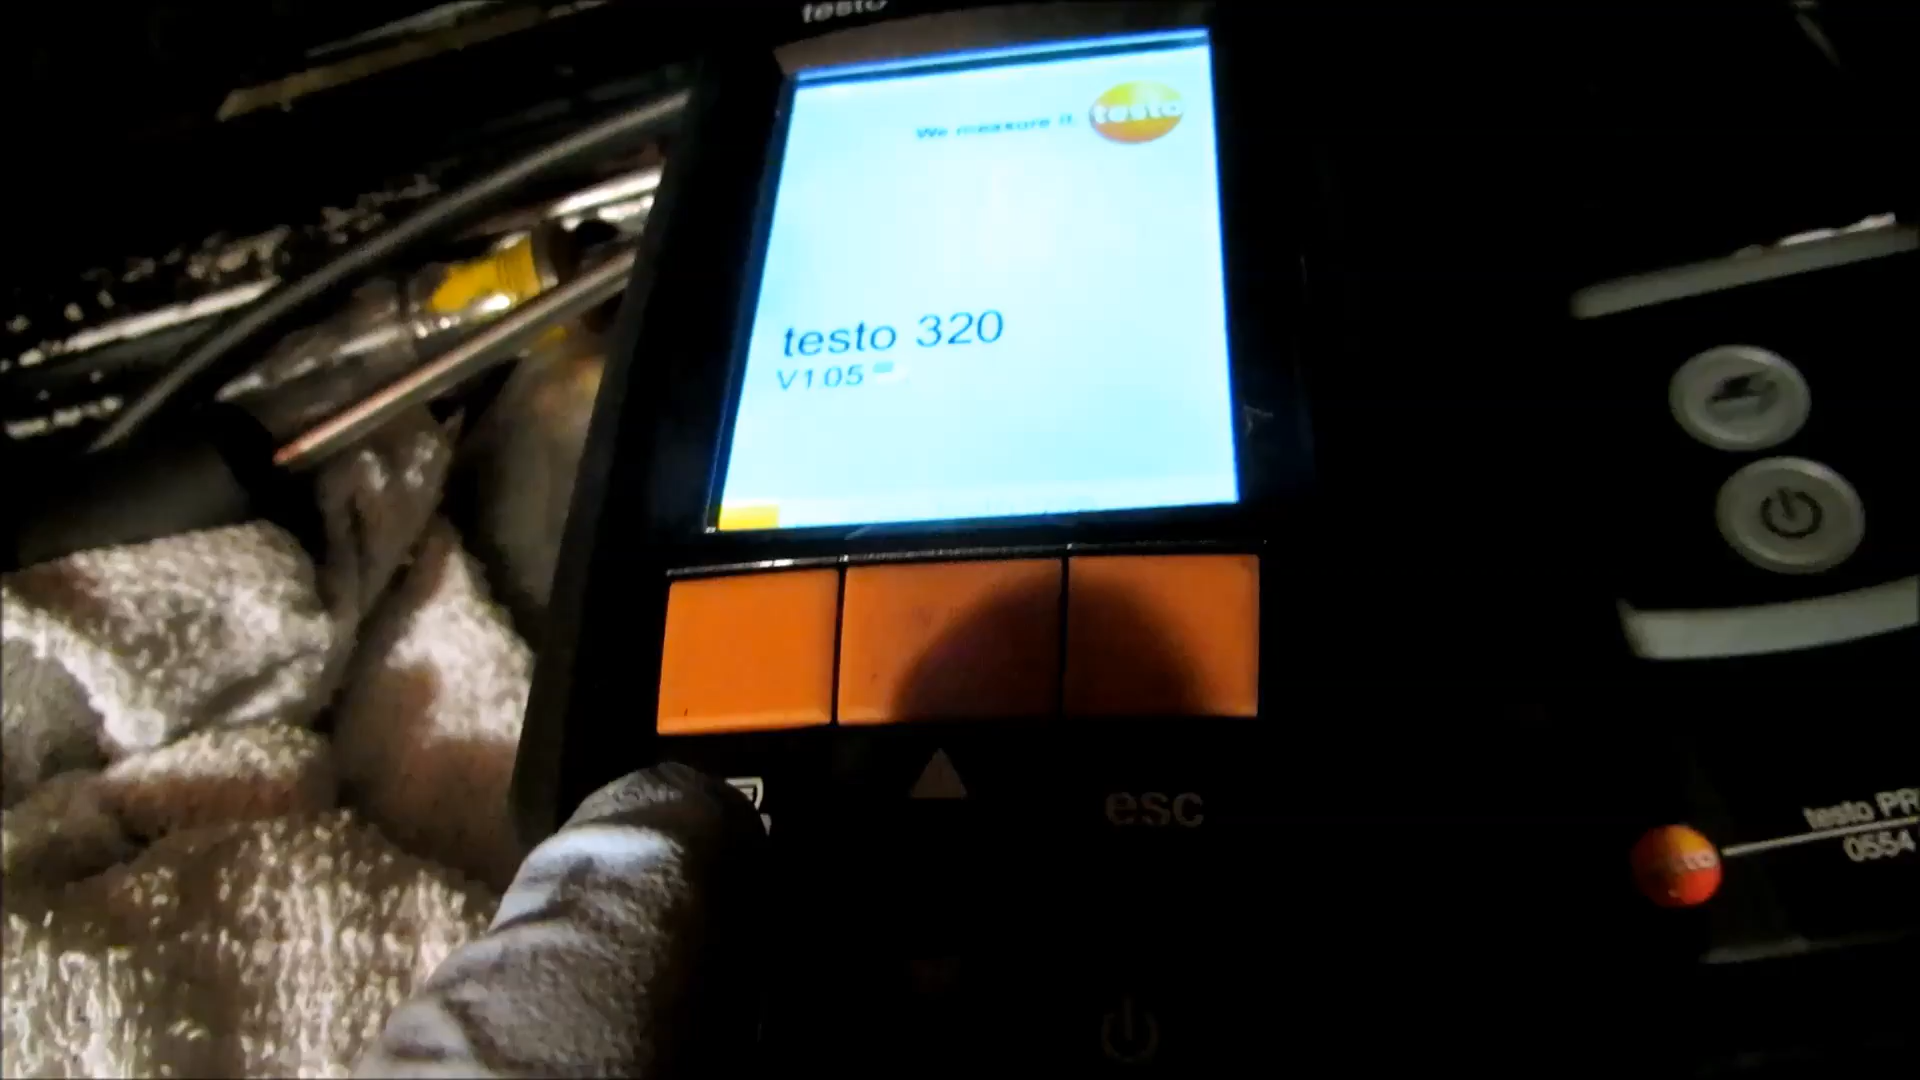 testo
We measure it. testo
testo 320
V1.05
esc
testo
testo PR
0554